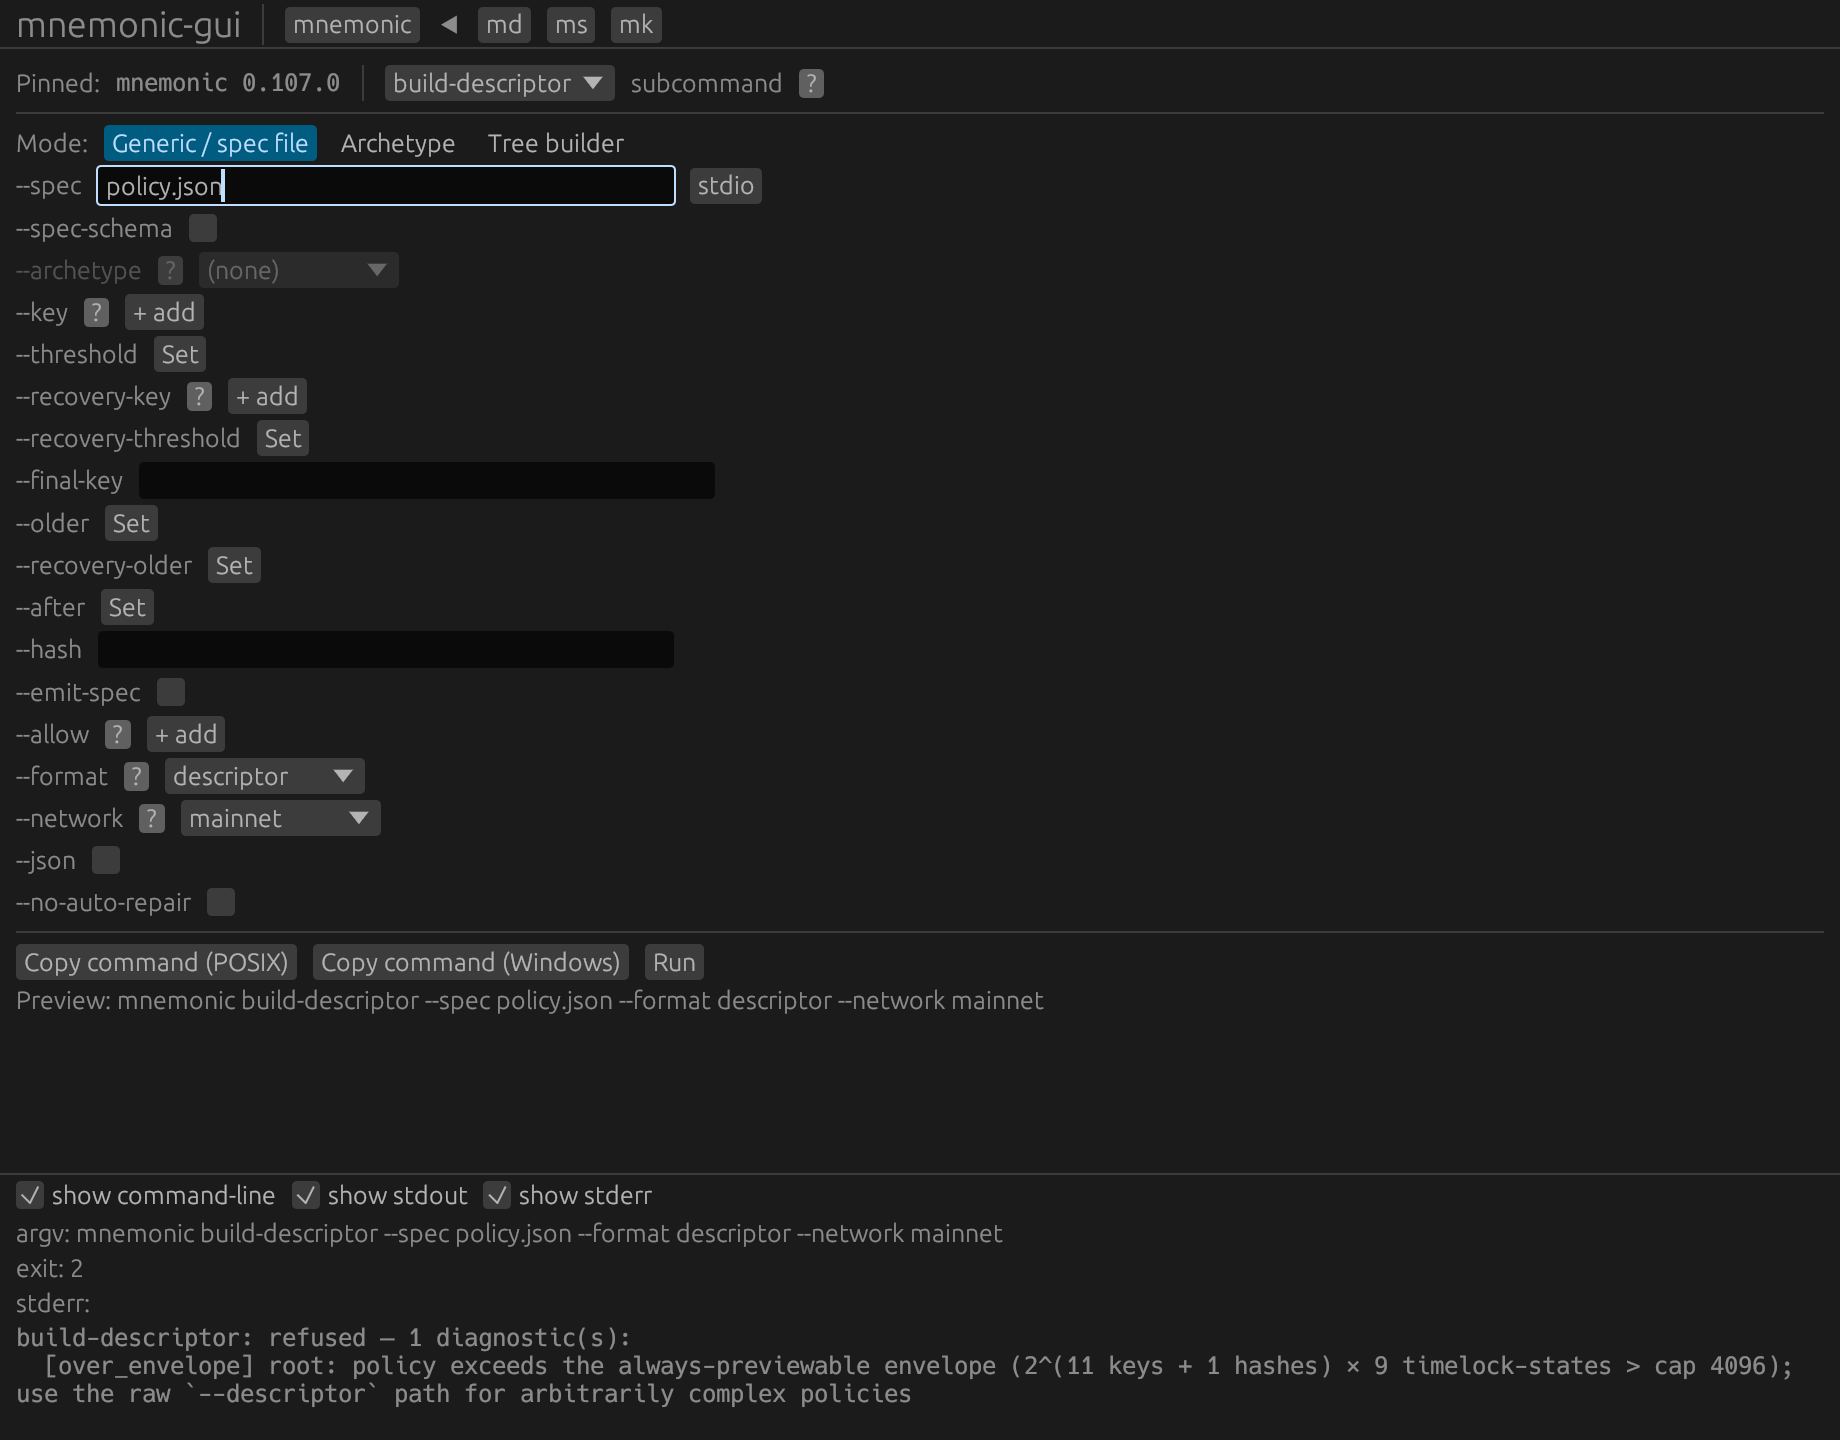 mnemonic-gui mnemonic ◀ md ms mk
Pinned: mnemonic 0.107.0 build-descriptor ▼ subcommand ?
Mode: Generic / spec file Archetype Tree builder
--spec policy.json stdio
--spec-schema
--archetype ? (none) ▼
--key ? + add
--threshold Set
--recovery-key ? + add
--recovery-threshold Set
--final-key
--older Set
--recovery-older Set
--after Set
--hash
--emit-spec
--allow ? + add
--format ? descriptor ▼
--network ? mainnet ▼
--json
--no-auto-repair
Copy command (POSIX) Copy command (Windows) Run
Preview: mnemonic build-descriptor --spec policy.json --format descriptor --network mainnet
✓ show command-line ✓ show stdout ✓ show stderr
argv: mnemonic build-descriptor --spec policy.json --format descriptor --network mainnet
exit: 2
stderr:
build-descriptor: refused — 1 diagnostic(s):
[over_envelope] root: policy exceeds the always-previewable envelope (2^(11 keys + 1 hashes) × 9 timelock-states > cap 4096);
use the raw `--descriptor` path for arbitrarily complex policies